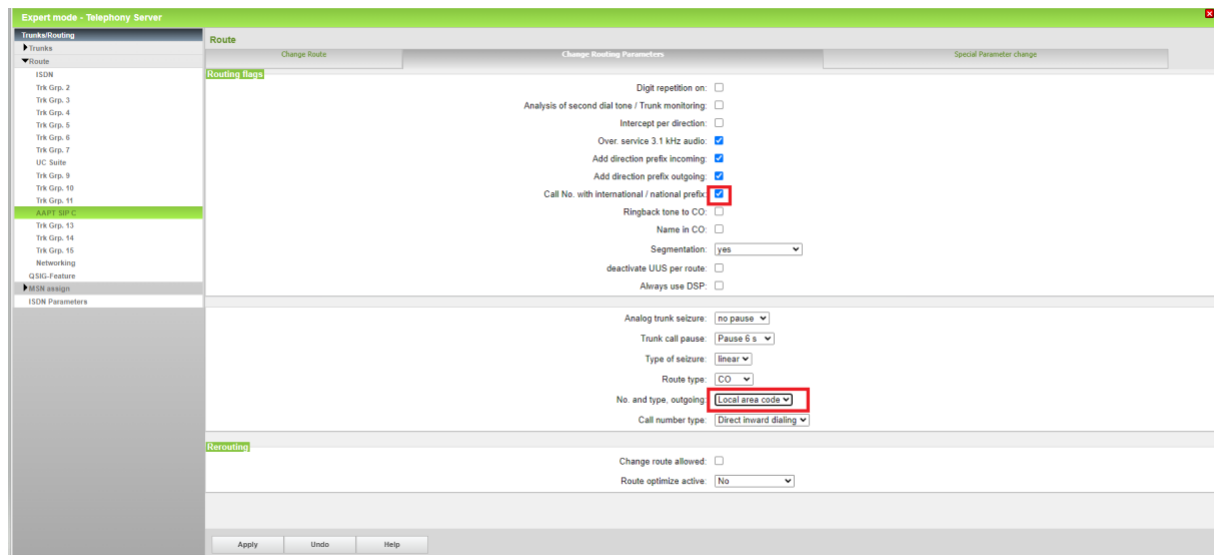 Expert mode - Telephony Server
Trunks/Routing
Trunks
Route
ISDN
Trk Grp. 2
Trk Grp. 3
Trk Grp. 4
Trk Grp. 5
Trk Grp. 6
Trk Grp. 7
UC Suite
Trk Grp. 9
Trk Grp. 10
Trk Grp. 11
AAPT SIP C
Trk Grp. 13
Trk Grp. 14
Trk Grp. 15
Networking
QSIG-Feature
MSN assign
ISDN Parameters
Route
Change Route Change Routing Parameters Special Parameter change
Routing flags
Digit repetition on:
Analysis of second dial tone / Trunk monitoring:
Intercept per direction:
Over. service 3.1 kHz audio:
Add direction prefix incoming:
Add direction prefix outgoing:
Call No. with international / national prefix:
Ringback tone to CO:
Name in CO:
Segmentation: yes
deactivate UUS per route:
Always use DSP:
Analog trunk seizure: no pause
Trunk call pause: Pause 6 s
Type of seizure: linear
Route type: CO
No. and type, outgoing: Local area code
Call number type: Direct inward dialing
Rerouting
Change route allowed:
Route optimize active: No
Apply Undo Help